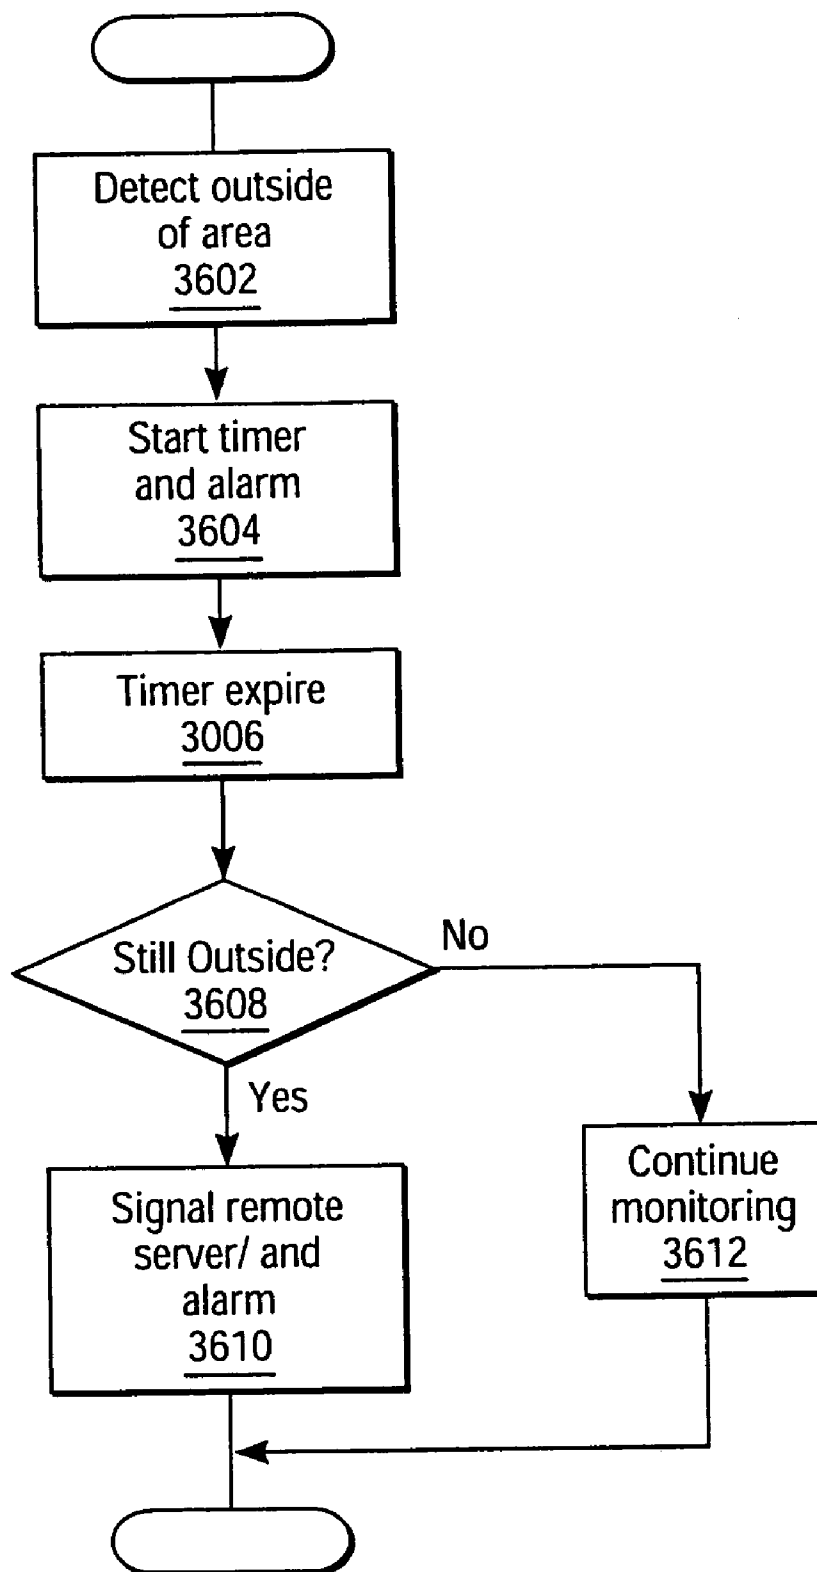 Detect outside
of area
3602
Start timer
and alarm
3604
Timer expire
3006
Still Outside?
3608
No
Yes
Signal remote
server/ and
alarm
3610
Continue
monitoring
3612